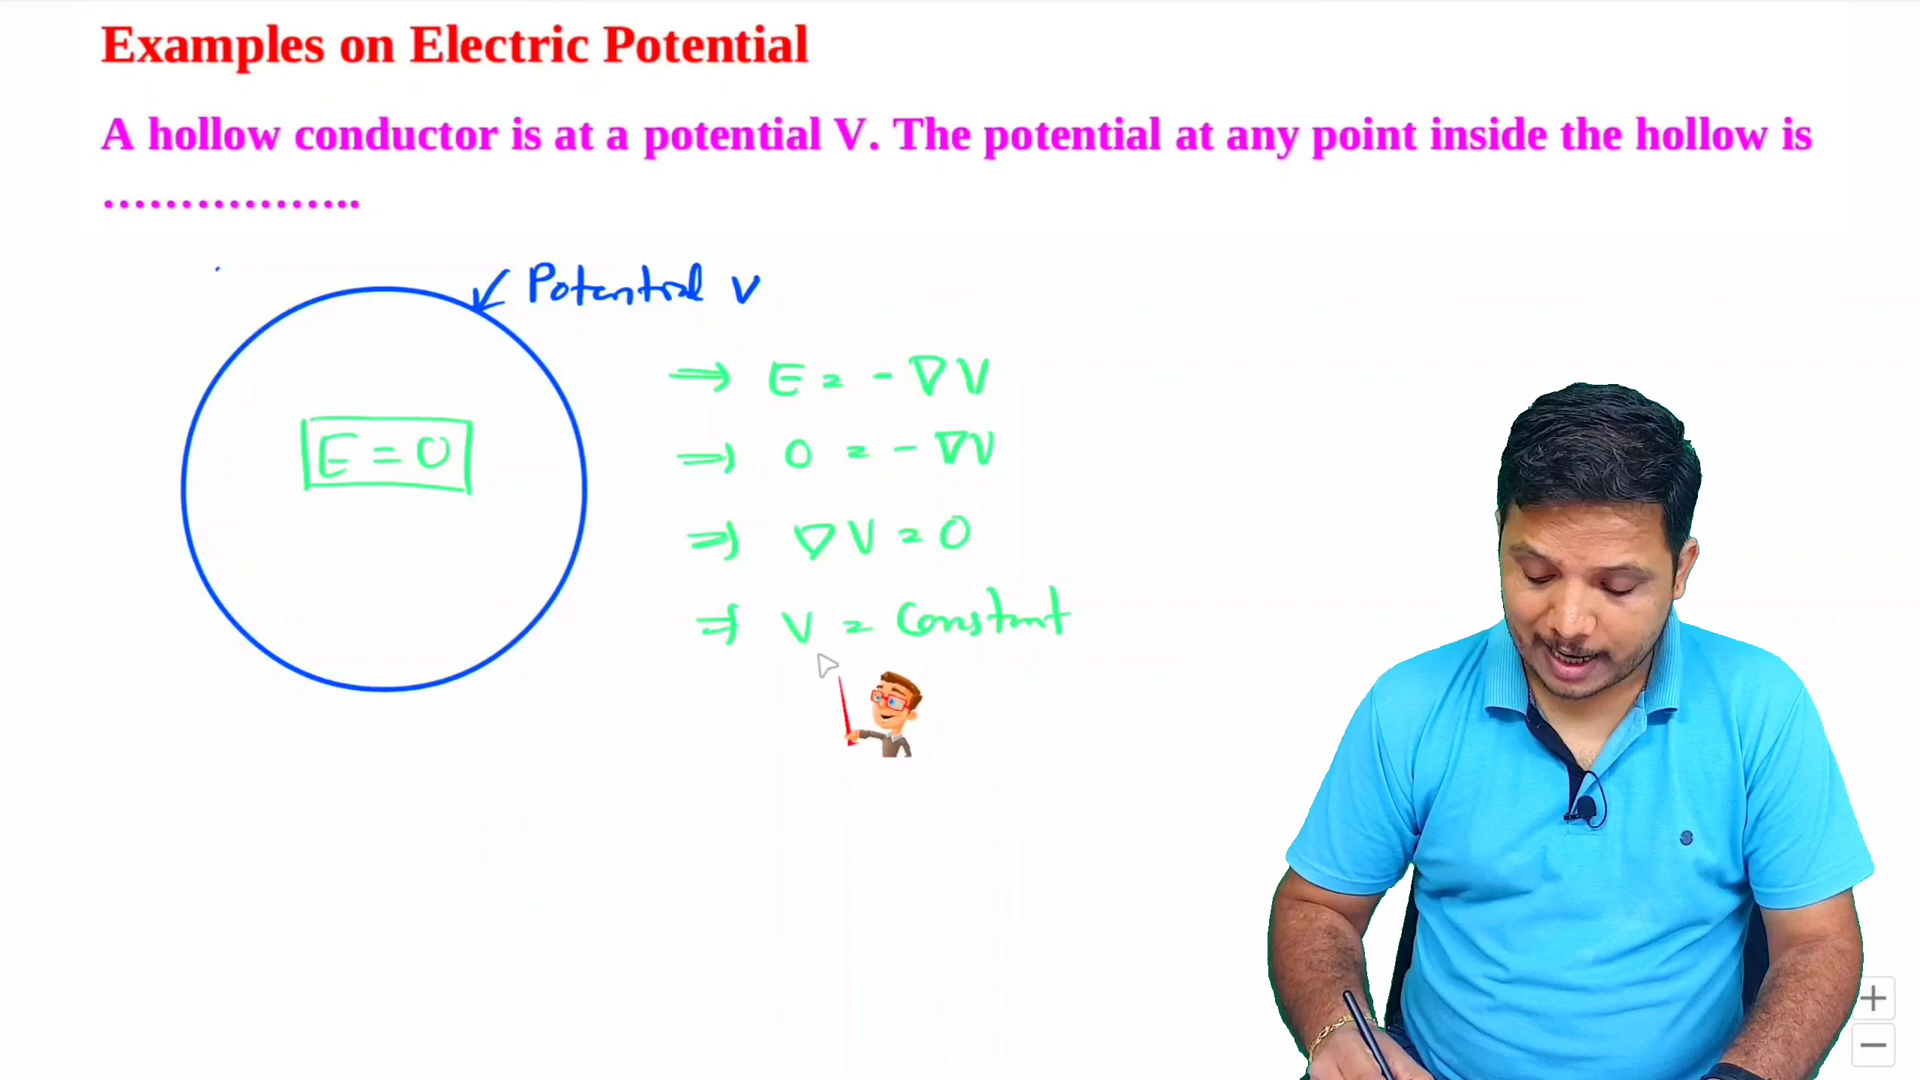 Examples on Electric Potential
A hollow conductor is at a potential V. The potential at any point inside the hollow is
………………..
Potential V
E = 0
⇒ E = - ∇V
⇒ 0 = - ∇V
⇒ ∇V = 0
⇒ V = Constant